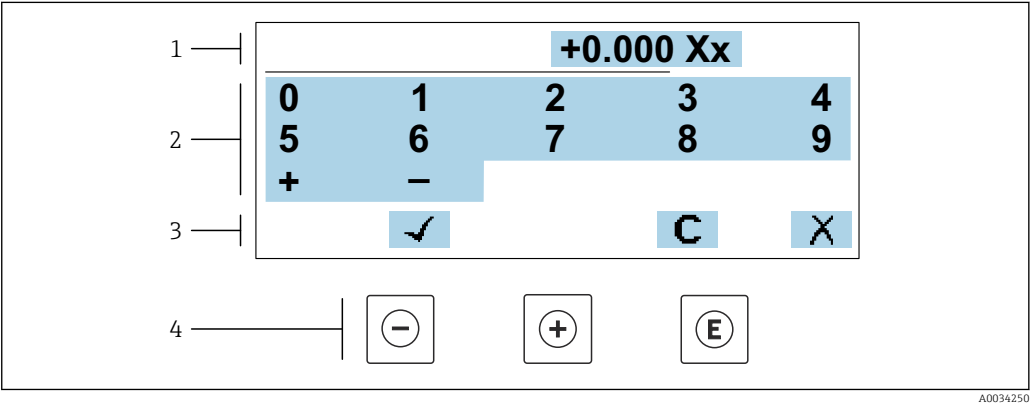 1 +0.000 Xx
0 1 2 3 4
2 5 6 7 8 9
+ −
3 ✓ C X
4 − + E
A0034250